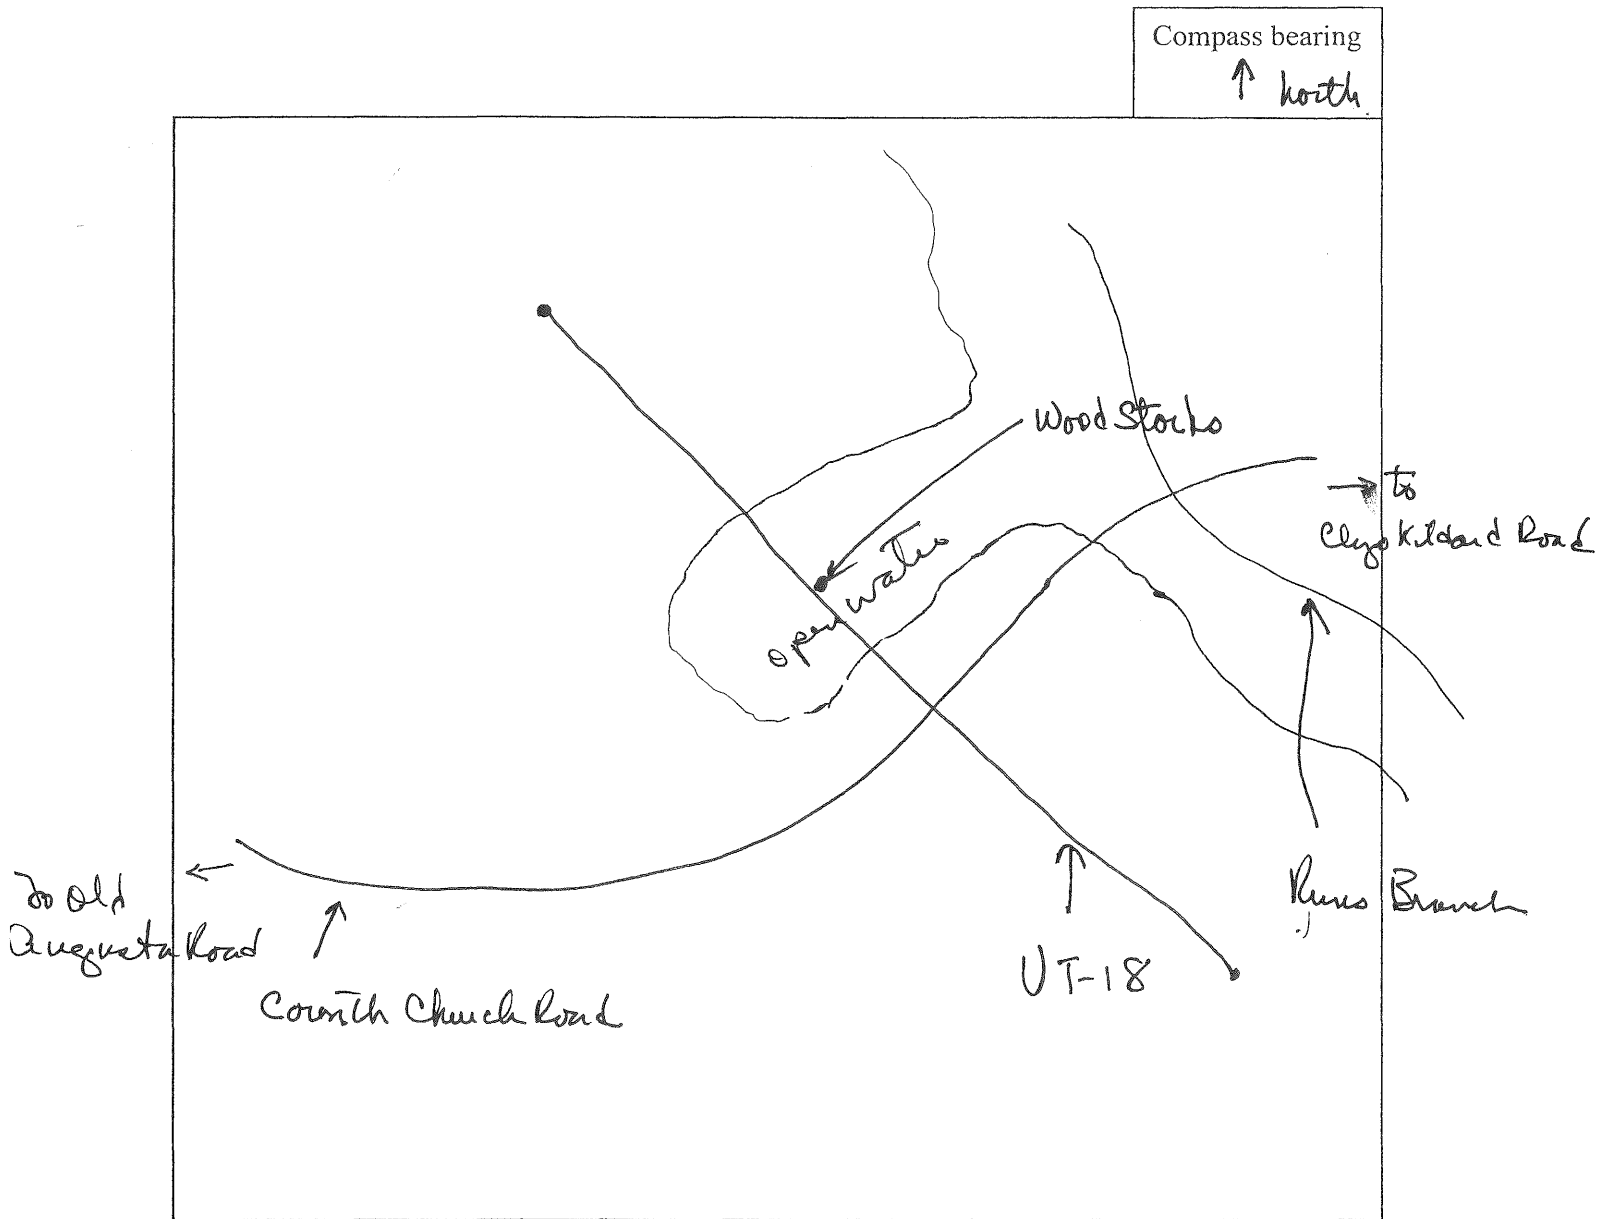 Compass bearing
north
Wood Storks
to
Clyo Kildard Road
open water
To Old
Augusta Road
Corinth Church Road
UT-18
Runs Branch